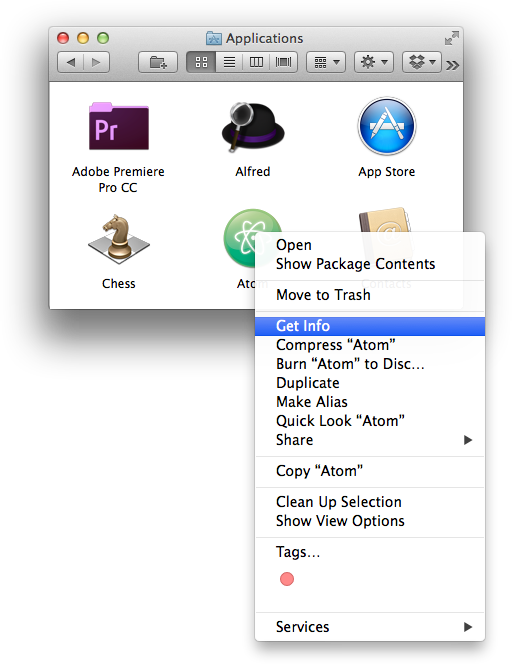 Applications
Pr
Adobe Premiere
Pro CC
Alfred
App Store
Chess
Atom
Contacts
Open
Show Package Contents
Move to Trash
Get Info
Compress “Atom”
Burn “Atom” to Disc…
Duplicate
Make Alias
Quick Look “Atom”
Share
Copy “Atom”
Clean Up Selection
Show View Options
Tags…
Services